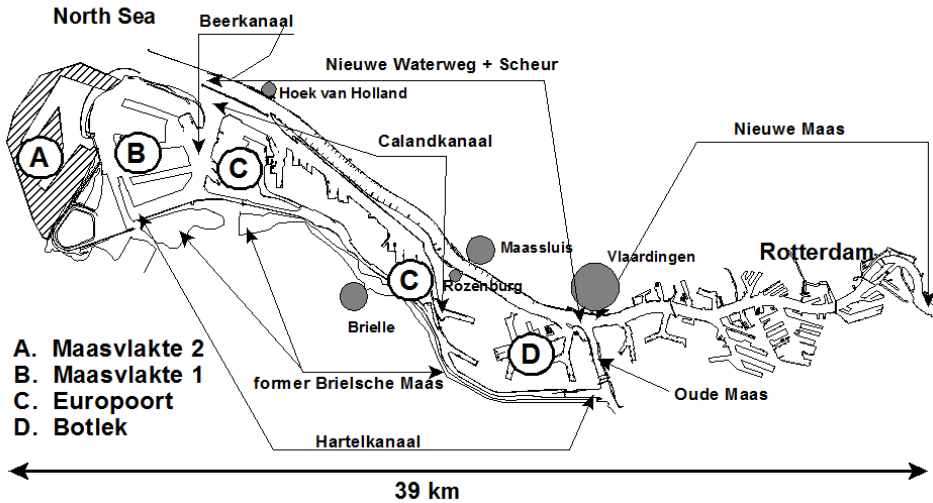 North Sea
Beerkanaal
Nieuwe Waterweg + Scheur
Hoek van Holland
Nieuwe Maas
Calandkanaal
A
B
C
Maassluis
Vlaardingen
Rotterdam
C
Rozenburg
Brielle
D
A. Maasvlakte 2
B. Maasvlakte 1
C. Europoort
D. Botlek
former Brielsche Maas
Oude Maas
Hartelkanaal
39 km